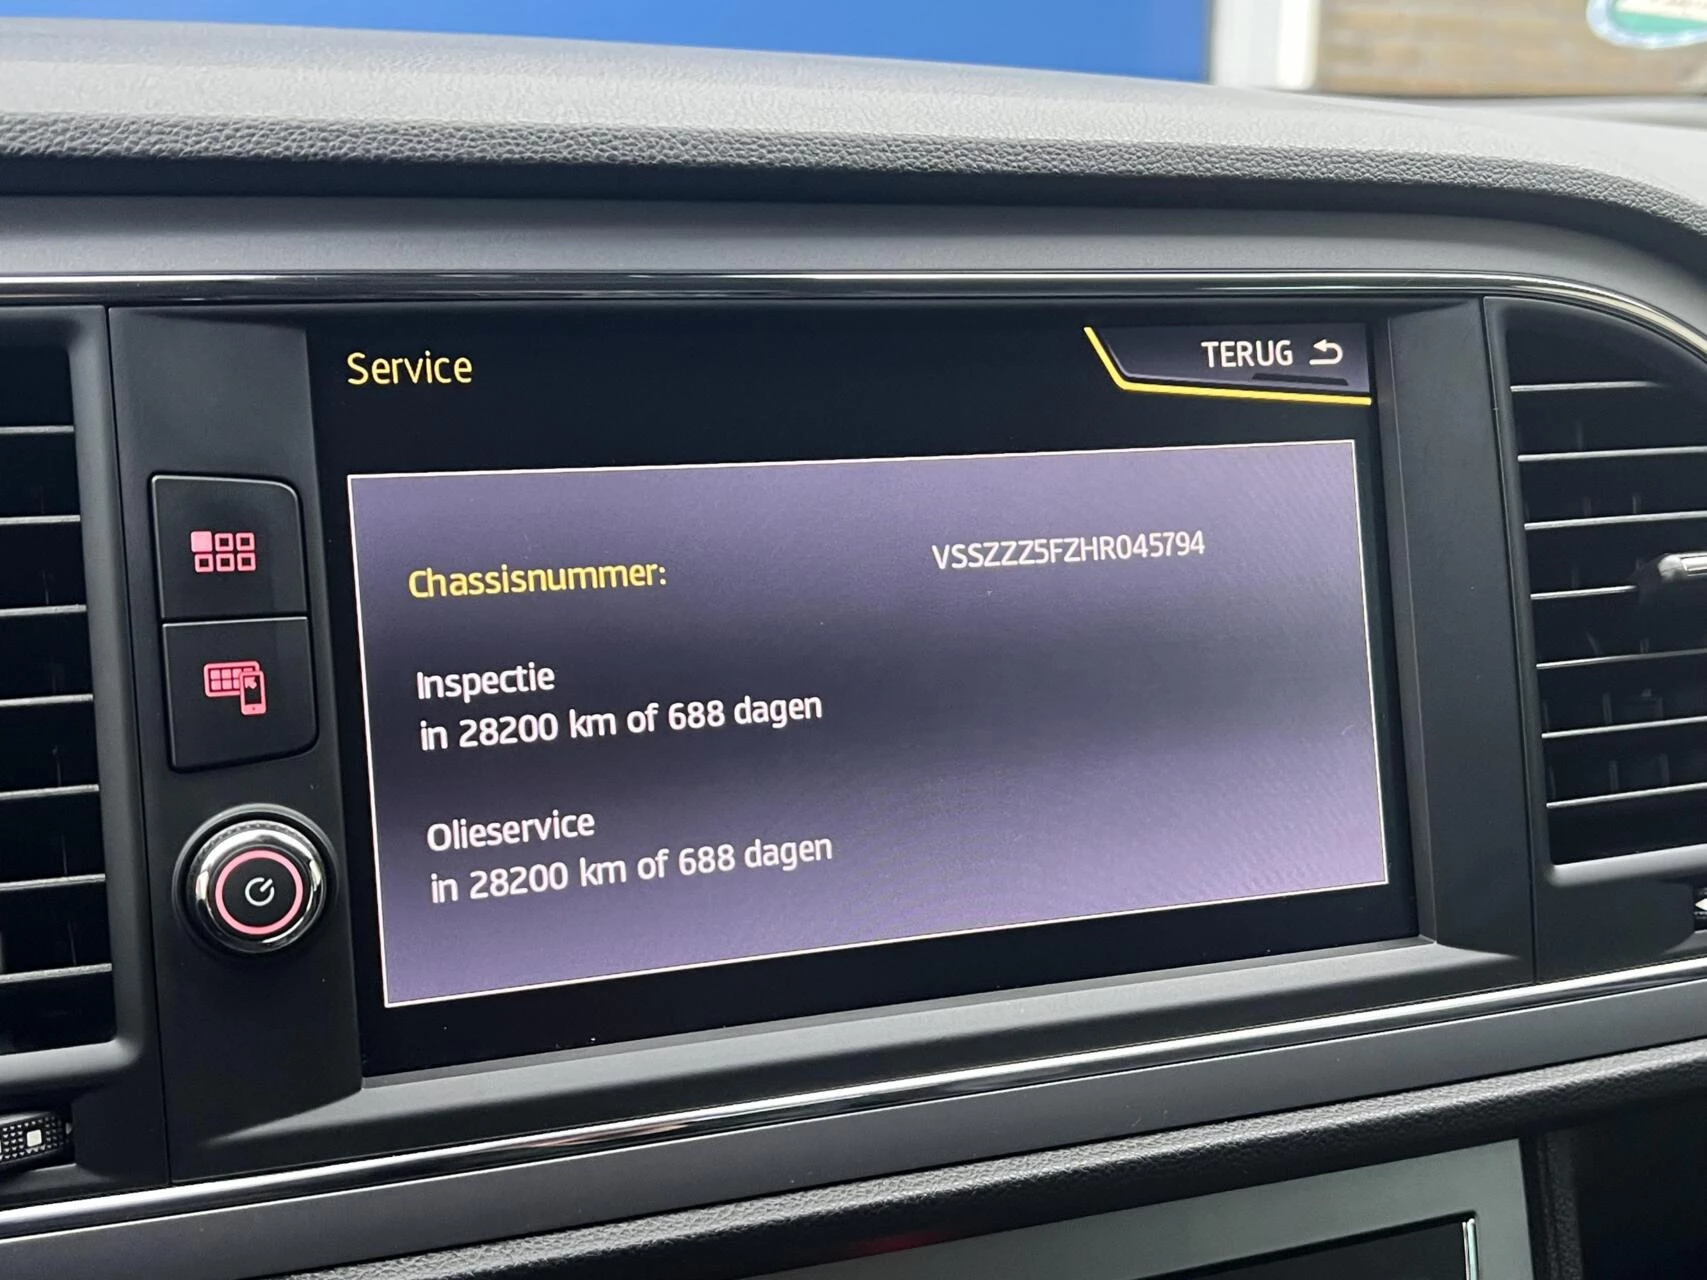 Service
TERUG
Chassisnummer:
VSSZZZ5FZHR045794
Inspectie
in 28200 km of 688 dagen
Olieservice
in 28200 km of 688 dagen